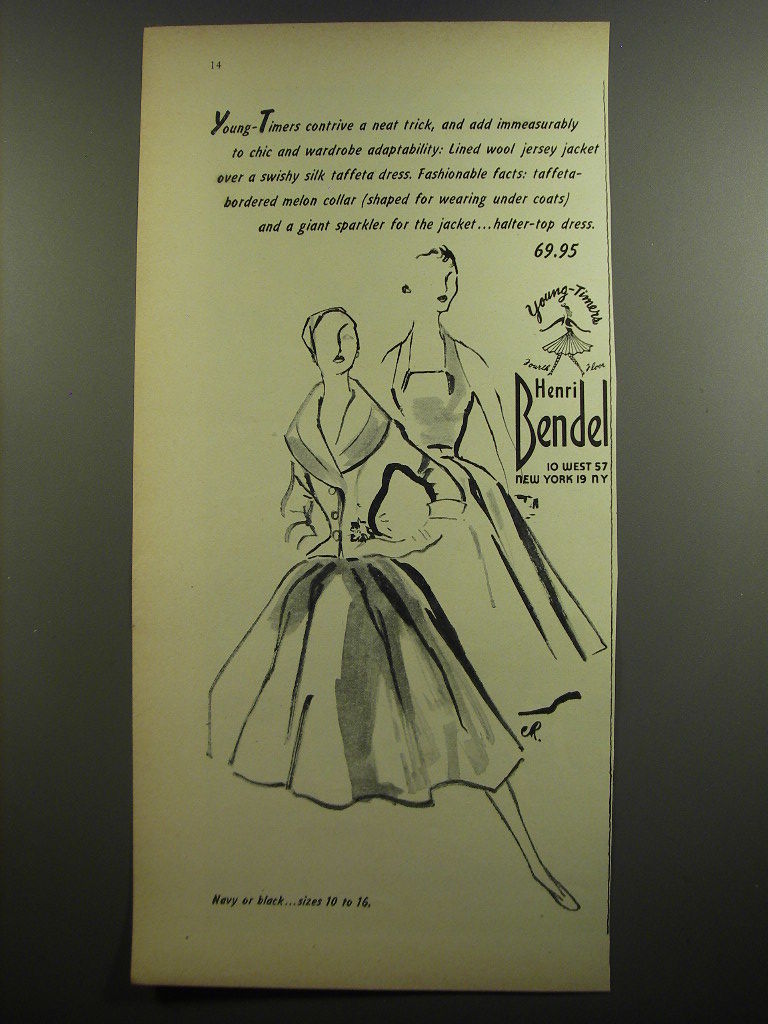 14
Young-Timers contrive a neat trick, and add immeasurably
to chic and wardrobe adaptability: Lined wool jersey jacket
over a swishy silk taffeta dress. Fashionable facts: taffeta-
bordered melon collar (shaped for wearing under coats)
and a giant sparkler for the jacket...halter-top dress.
69.95
Young-Timers
Fourth Floor
Henri
Bendel
10 WEST 57
NEW YORK 19 NY
CR.
Navy or black...sizes 10 to 16.